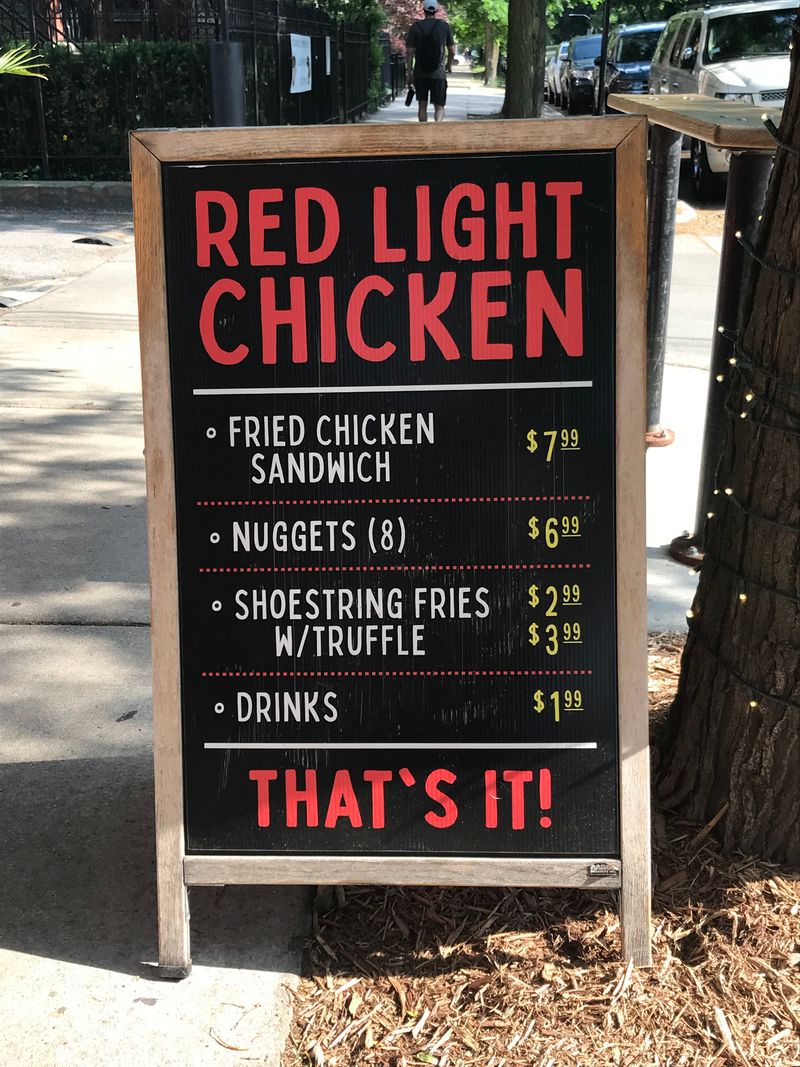 RED LIGHT
CHICKEN
FRIED CHICKEN
SANDWICH
$7.99
NUGGETS (8) $6.99
SHOESTRING FRIES $2.99
W/TRUFFLE $3.99
DRINKS $1.99
THAT`S IT!